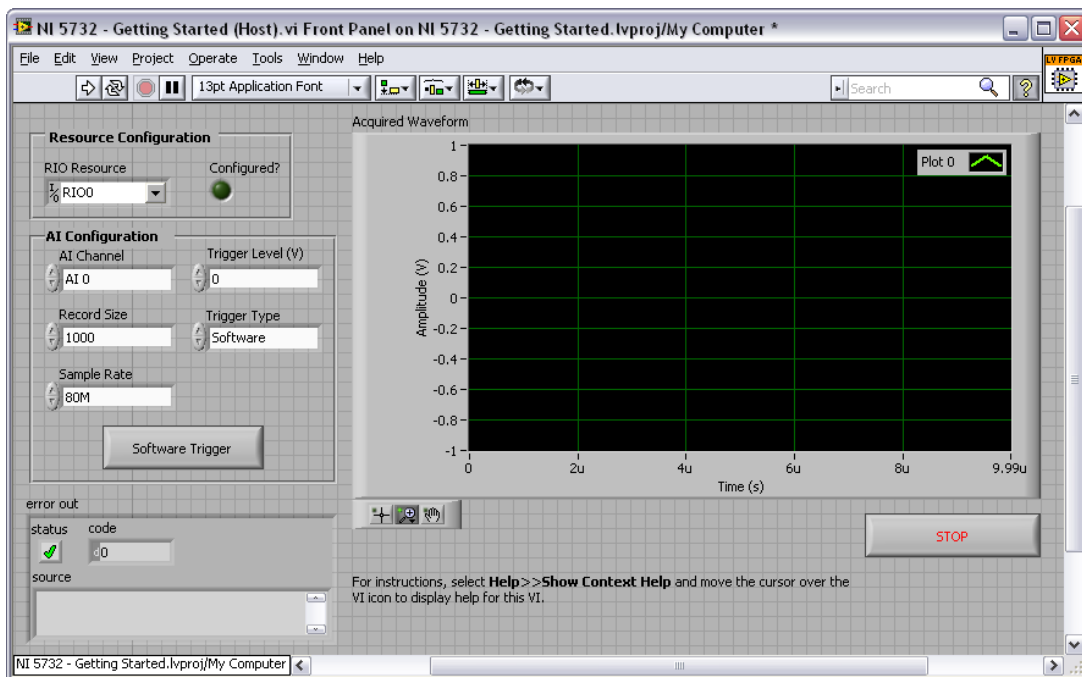 NI 5732 - Getting Started (Host).vi Front Panel on NI 5732 - Getting Started.lvproj/My Computer *
File Edit View Project Operate Tools Window Help
13pt Application Font
Search
LV FPGA
Resource Configuration
RIO Resource
Configured?
I/O RIO0
AI Configuration
AI Channel
Trigger Level (V)
AI 0
0
Record Size
Trigger Type
1000
Software
Sample Rate
80M
Software Trigger
error out
status
code
d 0
source
Acquired Waveform
Plot 0
Amplitude (V)
1
0.8
0.6
0.4
0.2
0
-0.2
-0.4
-0.6
-0.8
-1
0 2u 4u 6u 8u 9.99u
Time (s)
STOP
For instructions, select Help>>Show Context Help and move the cursor over the
VI icon to display help for this VI.
NI 5732 - Getting Started.lvproj/My Computer